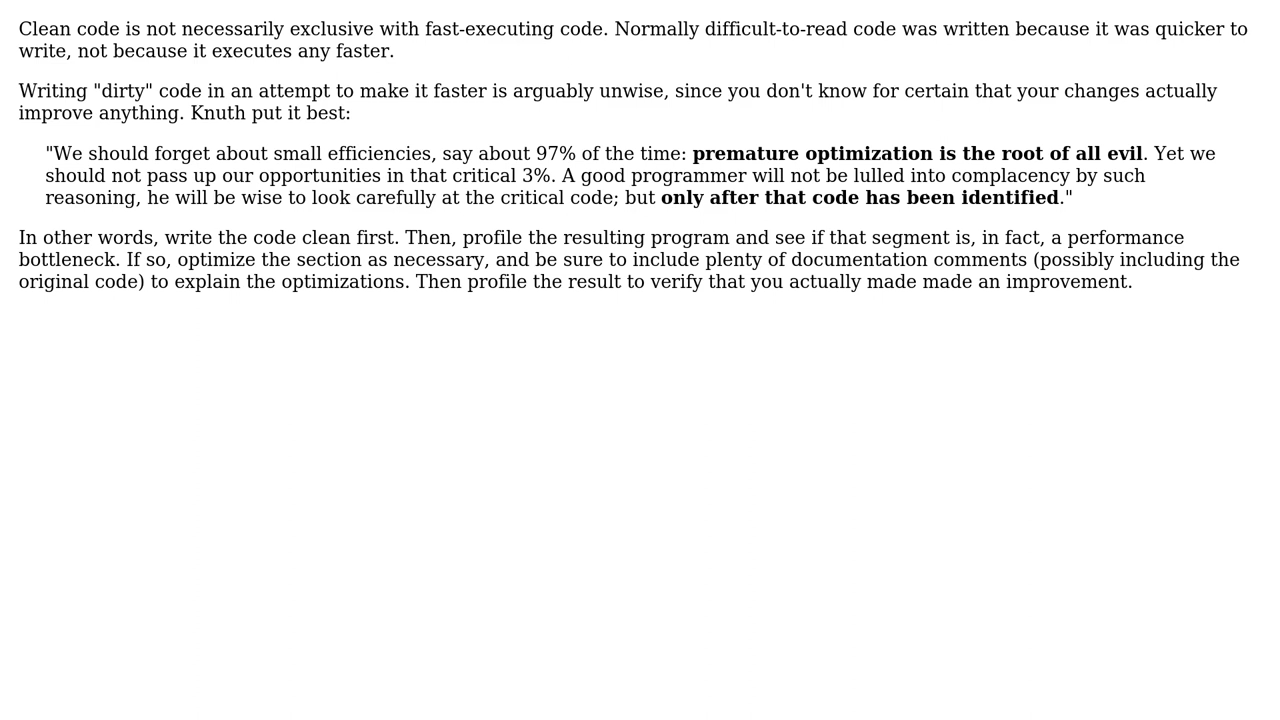 Clean code is not necessarily exclusive with fast-executing code. Normally difficult-to-read code was written because it was quicker to
write, not because it executes any faster.
Writing "dirty" code in an attempt to make it faster is arguably unwise, since you don't know for certain that your changes actually
improve anything. Knuth put it best:
"We should forget about small efficiencies, say about 97% of the time: premature optimization is the root of all evil. Yet we
should not pass up our opportunities in that critical 3%. A good programmer will not be lulled into complacency by such
reasoning, he will be wise to look carefully at the critical code; but only after that code has been identified."
In other words, write the code clean first. Then, profile the resulting program and see if that segment is, in fact, a performance
bottleneck. If so, optimize the section as necessary, and be sure to include plenty of documentation comments (possibly including the
original code) to explain the optimizations. Then profile the result to verify that you actually made made an improvement.